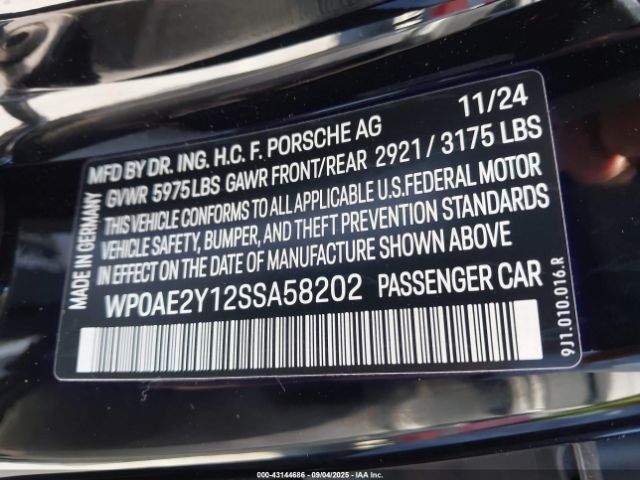 11/24
MFD BY DR. ING. H.C. F. PORSCHE AG
GVWR 5975 LBS GAWR FRONT/REAR 2921 / 3175 LBS
THIS VEHICLE CONFORMS TO ALL APPLICABLE U.S.FEDERAL MOTOR
VEHICLE SAFETY, BUMPER, AND THEFT PREVENTION STANDARDS
IN EFFECT ON THE DATE OF MANUFACTURE SHOWN ABOVE
WP0AE2Y12SSA58202 PASSENGER CAR
MADE IN GERMANY
9J1.010.016.R
000-43144686 - 09/04/2025 - IAA Inc.